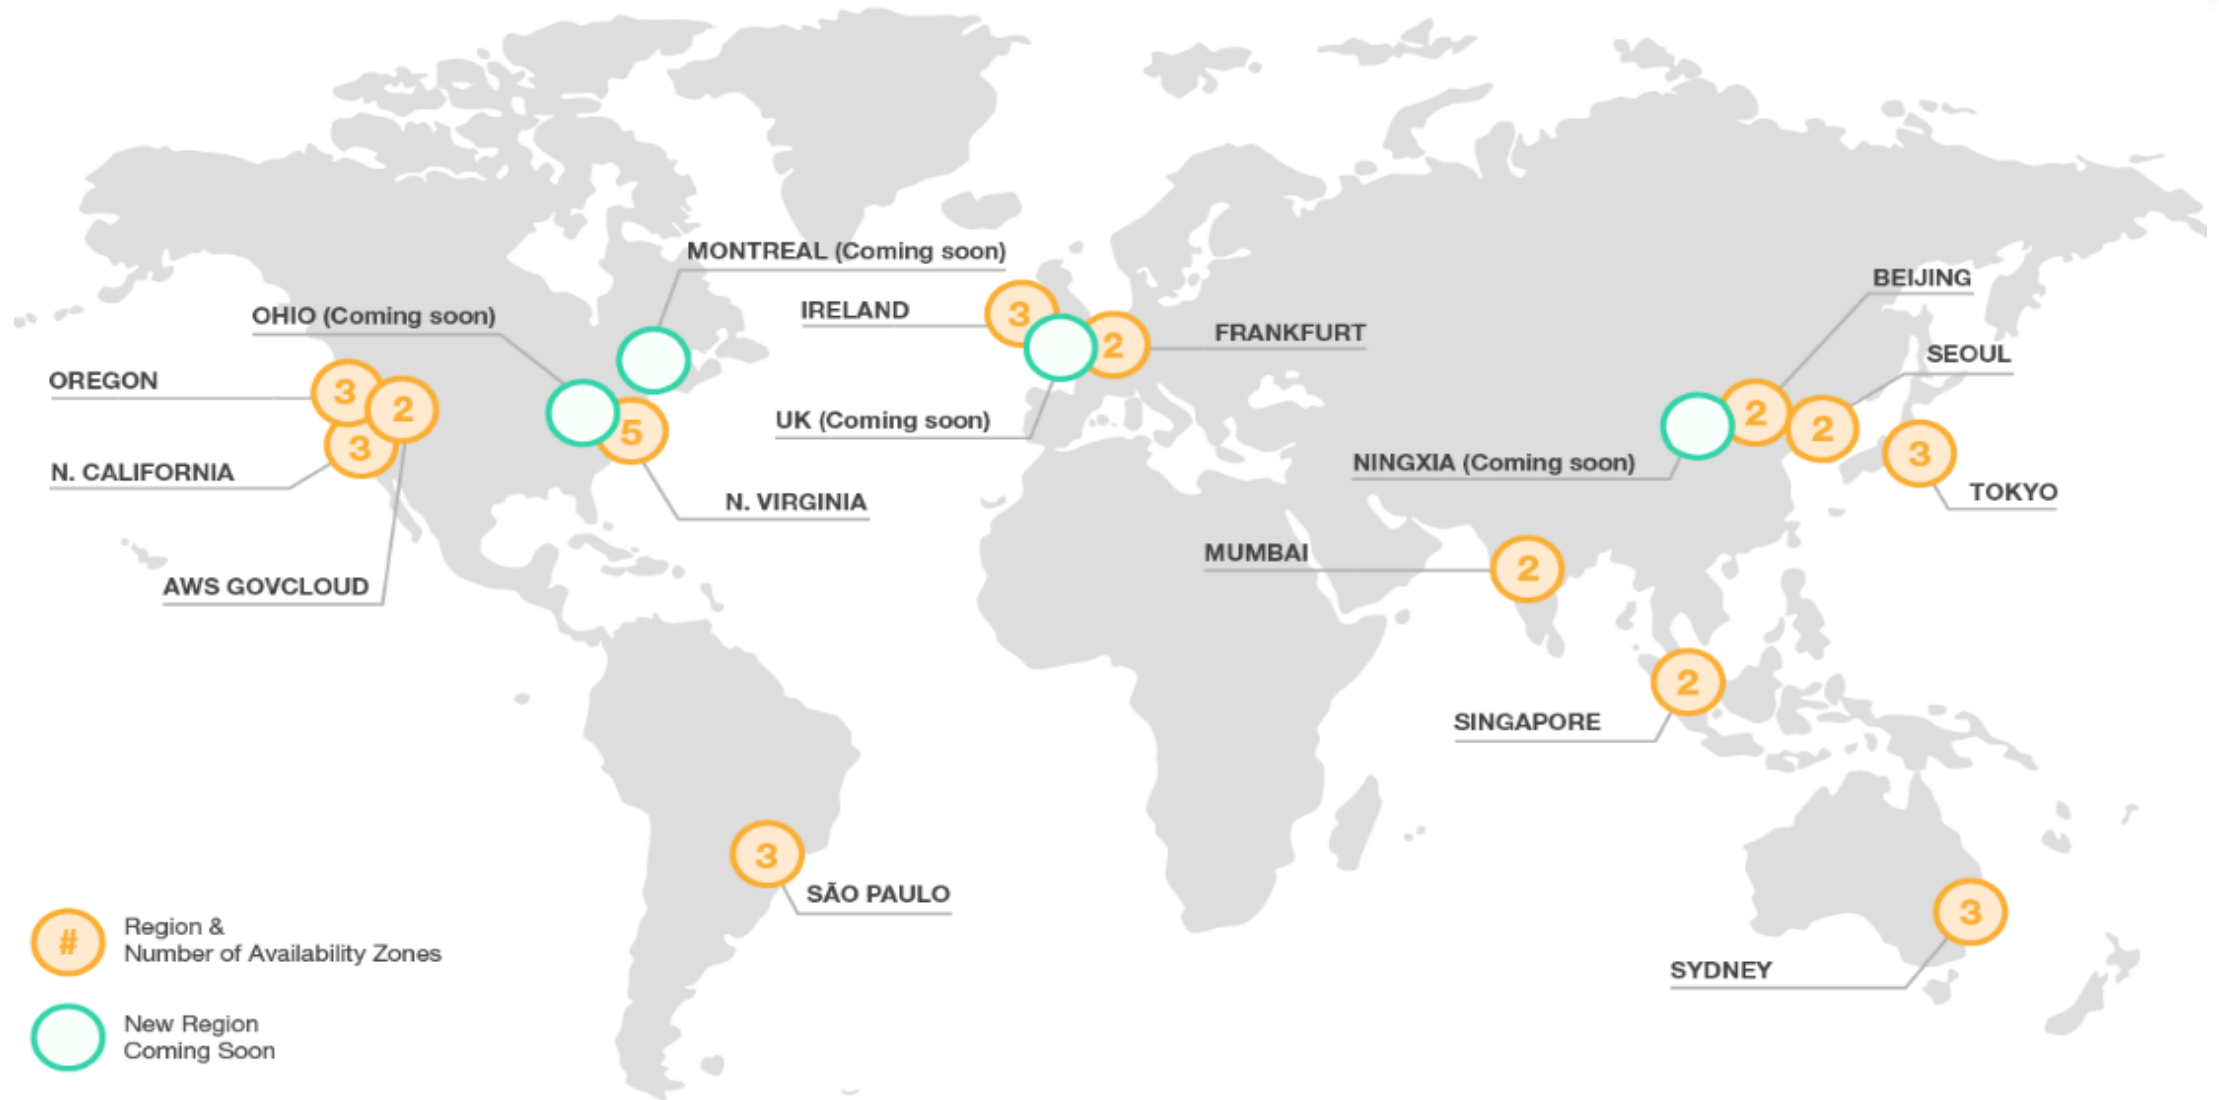 MONTREAL (Coming soon)
OHIO (Coming soon)
OREGON
3
2
3
N. CALIFORNIA
AWS GOVCLOUD
5
N. VIRGINIA
IRELAND
3
2
FRANKFURT
UK (Coming soon)
BEIJING
SEOUL
2
2
3
NINGXIA (Coming soon)
TOKYO
MUMBAI
2
2
SINGAPORE
3
SÃO PAULO
3
SYDNEY
#
Region &
Number of Availability Zones
New Region
Coming Soon